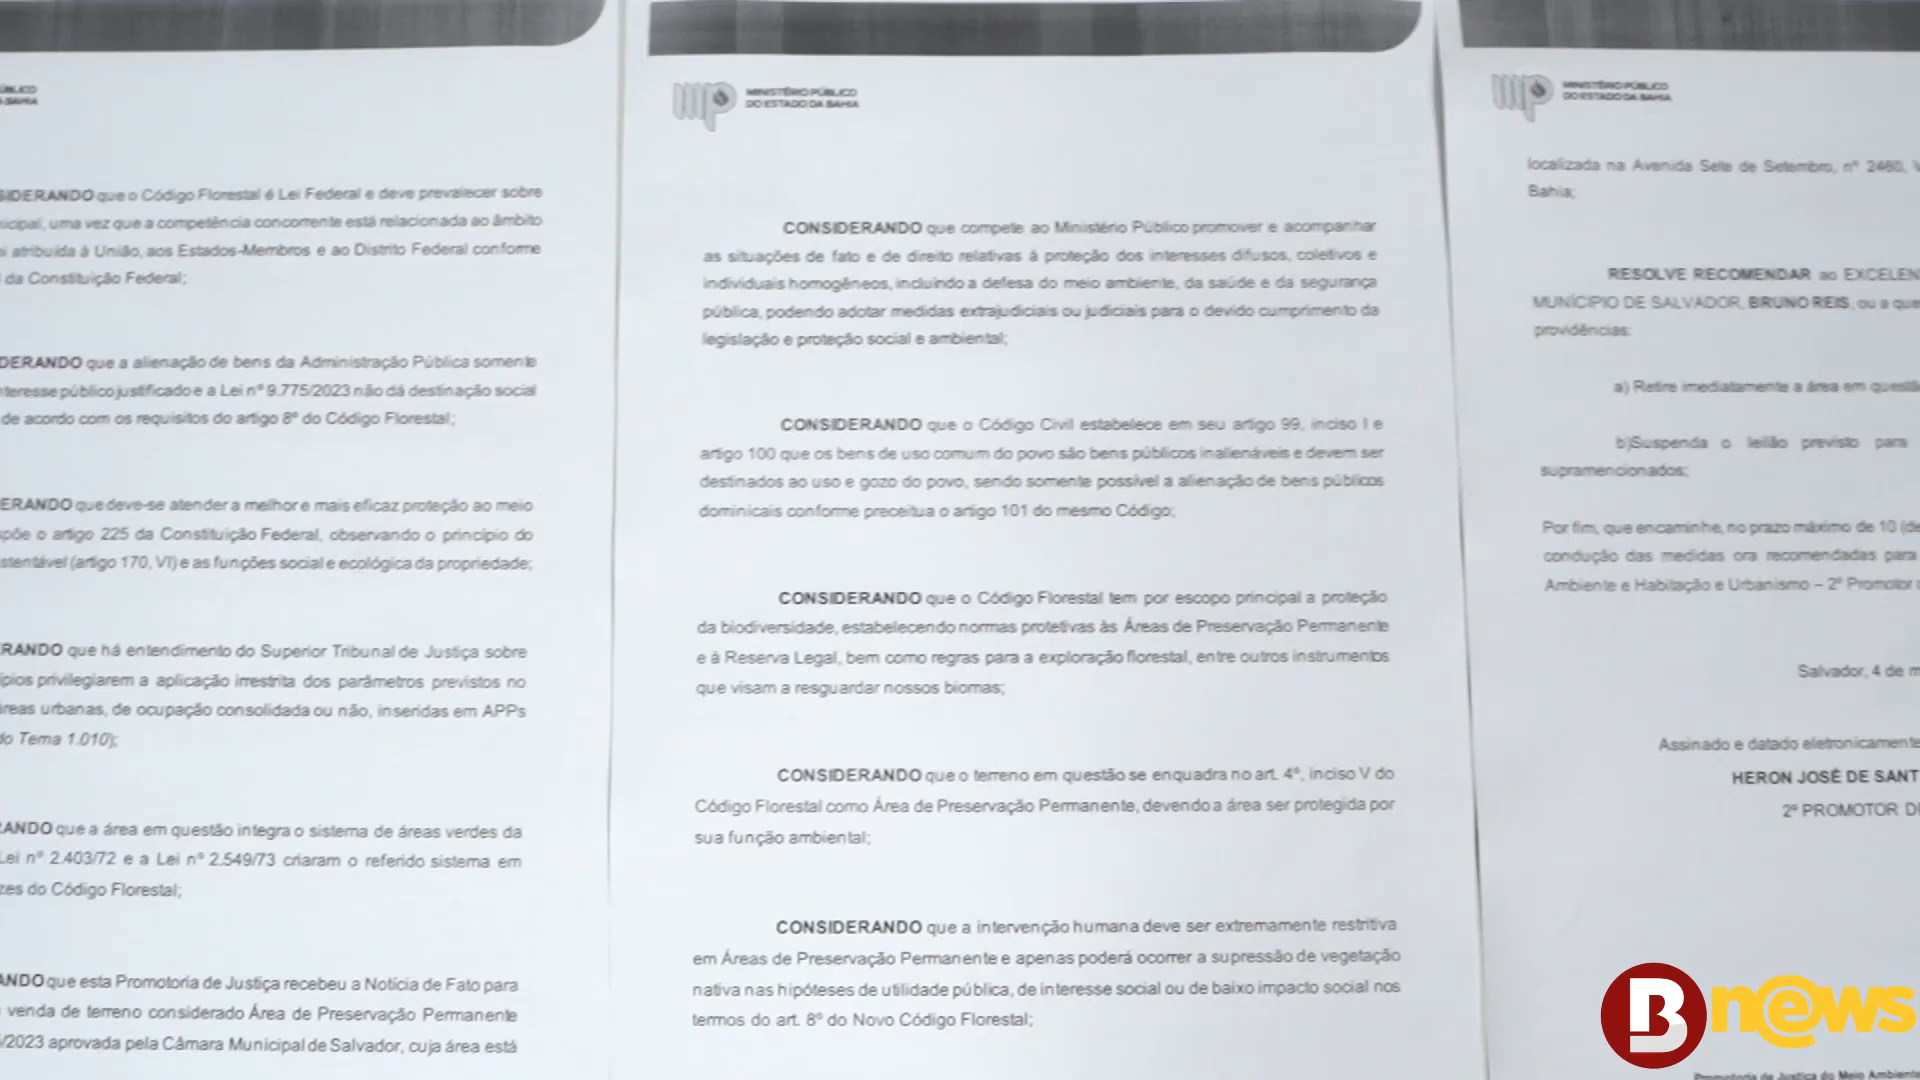 SIDERANDO que o Código Florestal é Lei Federal e deve prevalecer sobre
nicipal, uma vez que a competência concorrente está relacionada ao âmbito
oi atribuída à União, aos Estados-Membros e ao Distrito Federal conforme
da Constituição Federal;
DERANDO que a alienação de bens da Administração Pública somente
nteresse público justificado e a Lei nº 9.775/2023 não dá destinação social
de acordo com os requisitos do artigo 8º do Código Florestal;
ERANDO que deve-se atender a melhor e mais eficaz proteção ao meio
spõe o artigo 225 da Constituição Federal, observando o princípio do
stentável (artigo 170, VI) e as funções social e ecológica da propriedade;
RANDO que há entendimento do Superior Tribunal de Justiça sobre
ípios privilegiarem a aplicação irrestrita dos parâmetros previstos no
áreas urbanas, de ocupação consolidada ou não, inseridas em APPs
do Tema 1.010);
RANDO que a área em questão integra o sistema de áreas verdes da
Lei nº 2.403/72 e a Lei nº 2.549/73 criaram o referido sistema em
zes do Código Florestal;
ANDO que esta Promotoria de Justiça recebeu a Notícia de Fato para
venda de terreno considerado Área de Preservação Permanente
/2023 aprovada pela Câmara Municipal de Salvador, cuja área está
mp MINISTÉRIO PÚBLICO
DO ESTADO DA BAHIA
CONSIDERANDO que compete ao Ministério Público promover e acompanhar
as situações de fato e de direito relativas à proteção dos interesses difusos, coletivos e
individuais homogêneos, incluindo a defesa do meio ambiente, da saúde e da segurança
pública, podendo adotar medidas extrajudiciais ou judiciais para o devido cumprimento da
legislação e proteção social e ambiental;
CONSIDERANDO que o Código Civil estabelece em seu artigo 99, inciso I e
artigo 100 que os bens de uso comum do povo são bens públicos inalienáveis e devem ser
destinados ao uso e gozo do povo, sendo somente possível a alienação de bens públicos
dominicais conforme preceitua o artigo 101 do mesmo Código;
CONSIDERANDO que o Código Florestal tem por escopo principal a proteção
da biodiversidade, estabelecendo normas protetivas às Áreas de Preservação Permanente
e à Reserva Legal, bem como regras para a exploração florestal, entre outros instrumentos
que visam a resguardar nossos biomas;
CONSIDERANDO que o terreno em questão se enquadra no art. 4º, inciso V do
Código Florestal como Área de Preservação Permanente, devendo a área ser protegida por
sua função ambiental;
CONSIDERANDO que a intervenção humana deve ser extremamente restritiva
em Áreas de Preservação Permanente e apenas poderá ocorrer a supressão de vegetação
nativa nas hipóteses de utilidade pública, de interesse social ou de baixo impacto social nos
termos do art. 8º do Novo Código Florestal;
mp MINISTÉRIO PÚBLICO
DO ESTADO DA BAHIA
localizada na Avenida Sete de Setembro, nº 2460, V
Bahia;
RESOLVE RECOMENDAR ao EXCELEN
MUNÍCIPIO DE SALVADOR, BRUNO REIS, ou a que
providências:
a) Retire imediatamente a área em questã
b)Suspenda o leilão previsto para
supramencionados;
Por fim, que encaminhe, no prazo máximo de 10 (de
condução das medidas ora recomendadas para
Ambiente e Habitação e Urbanismo – 2º Promotor
Salvador, 4 de m
Assinado e datado eletronicamente
HERON JOSÉ DE SANT
2º PROMOTOR DE
Promotoria de Justiça do Meio Ambiente
B news